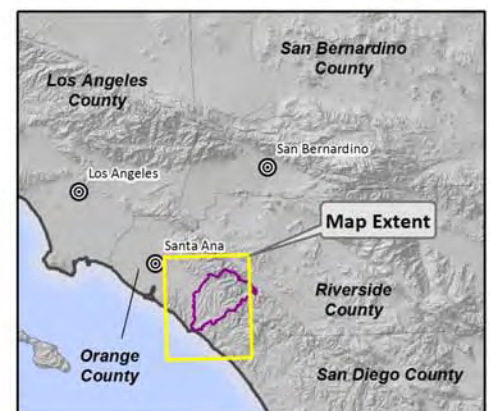 San Bernardino
County
Los Angeles
County
San Bernardino
Los Angeles
Map Extent
Santa Ana
Riverside
County
Orange
County
San Diego County